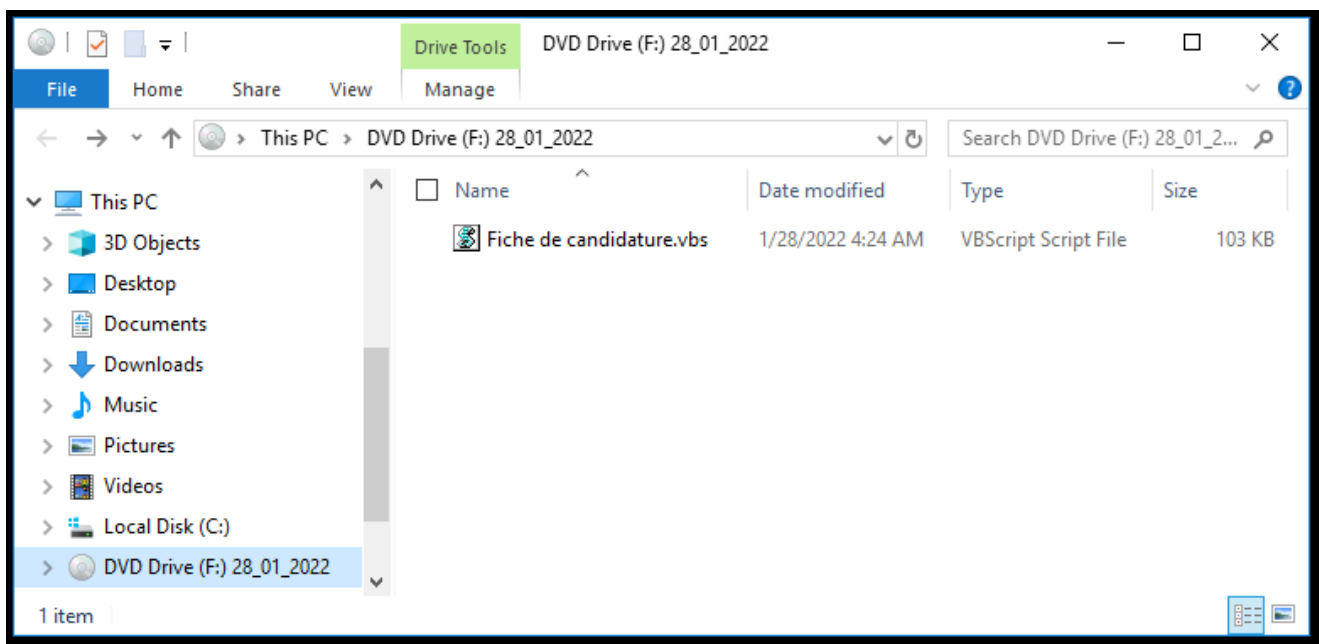 Drive Tools DVD Drive (F:) 28_01_2022
File Home Share View Manage
This PC > DVD Drive (F:) 28_01_2022 Search DVD Drive (F:) 28_01_2...
Name Date modified Type Size
Fiche de candidature.vbs 1/28/2022 4:24 AM VBScript Script File 103 KB
This PC
3D Objects
Desktop
Documents
Downloads
Music
Pictures
Videos
Local Disk (C:)
DVD Drive (F:) 28_01_2022
1 item